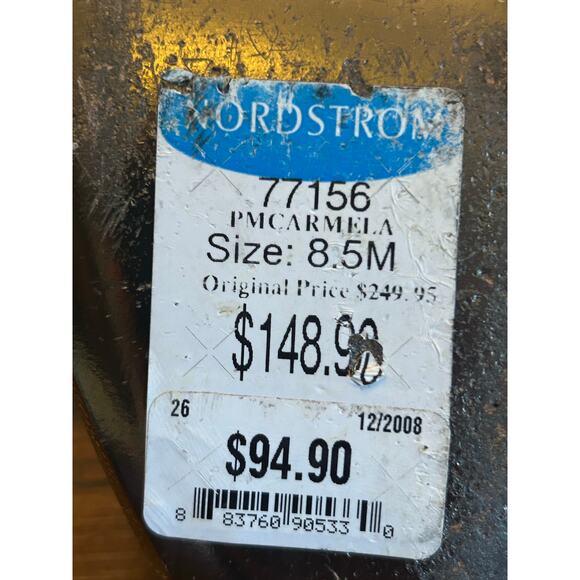 NORDSTROM
77156
PMCARMELA
Size: 8.5M
Original Price $249.95
$148.90
26 12/2008
$94.90
8 83760 90533 0